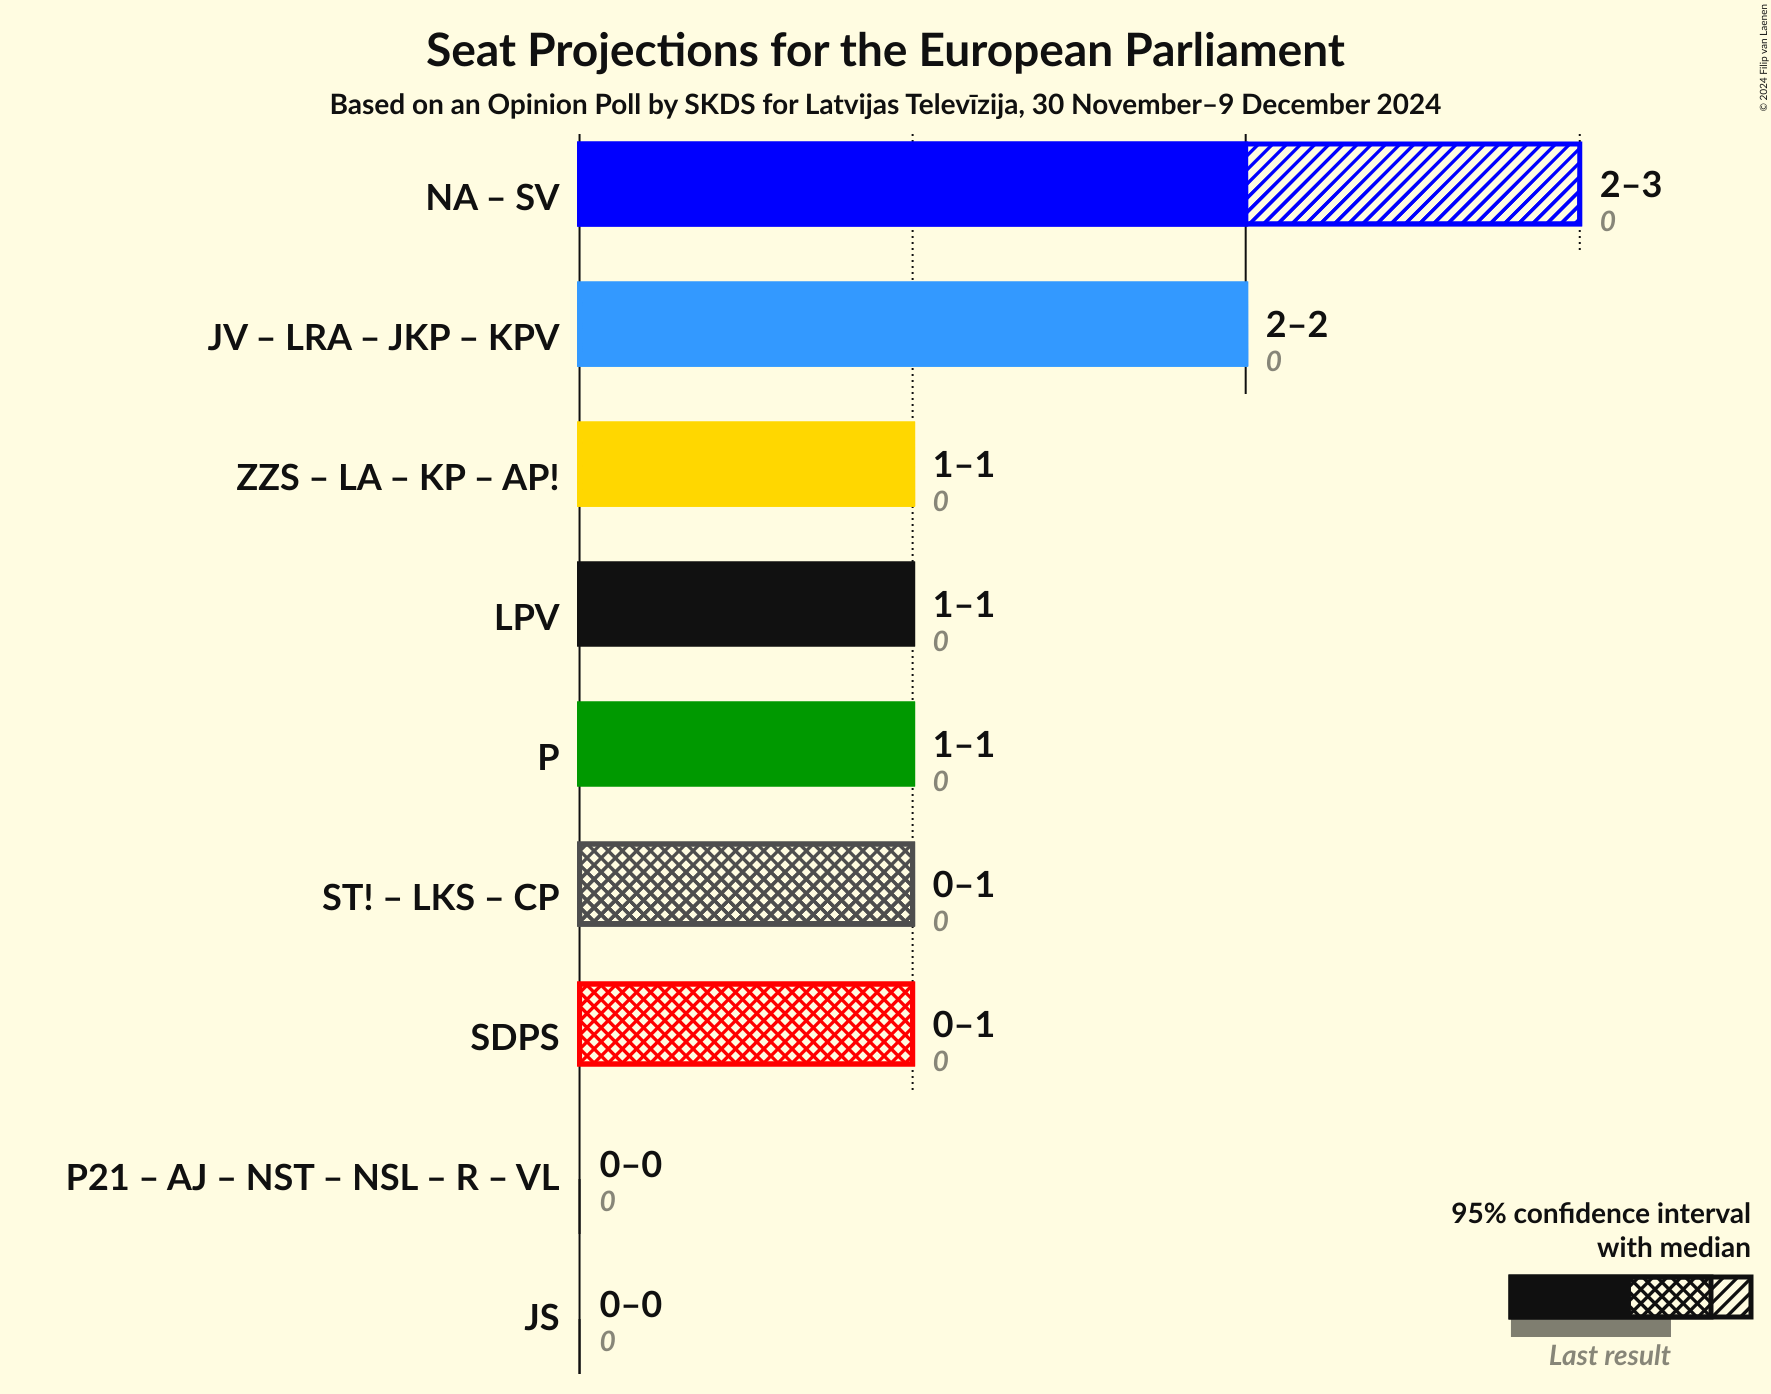 Seat Projections for the European Parliament
Based on an Opinion Poll by SKDS for Latvijas Televīzija, 30 November–9 December 2024
© 2024 Filip van Laenen
NA – SV
2–3
0
JV – LRA – JKP – KPV
2–2
0
ZZS – LA – KP – AP!
1–1
0
LPV
1–1
0
P
1–1
0
ST! – LKS – CP
0–1
0
SDPS
0–1
0
P21 – AJ – NST – NSL – R – VL
0–0
0
JS
0–0
0
95% confidence interval
with median
Last result